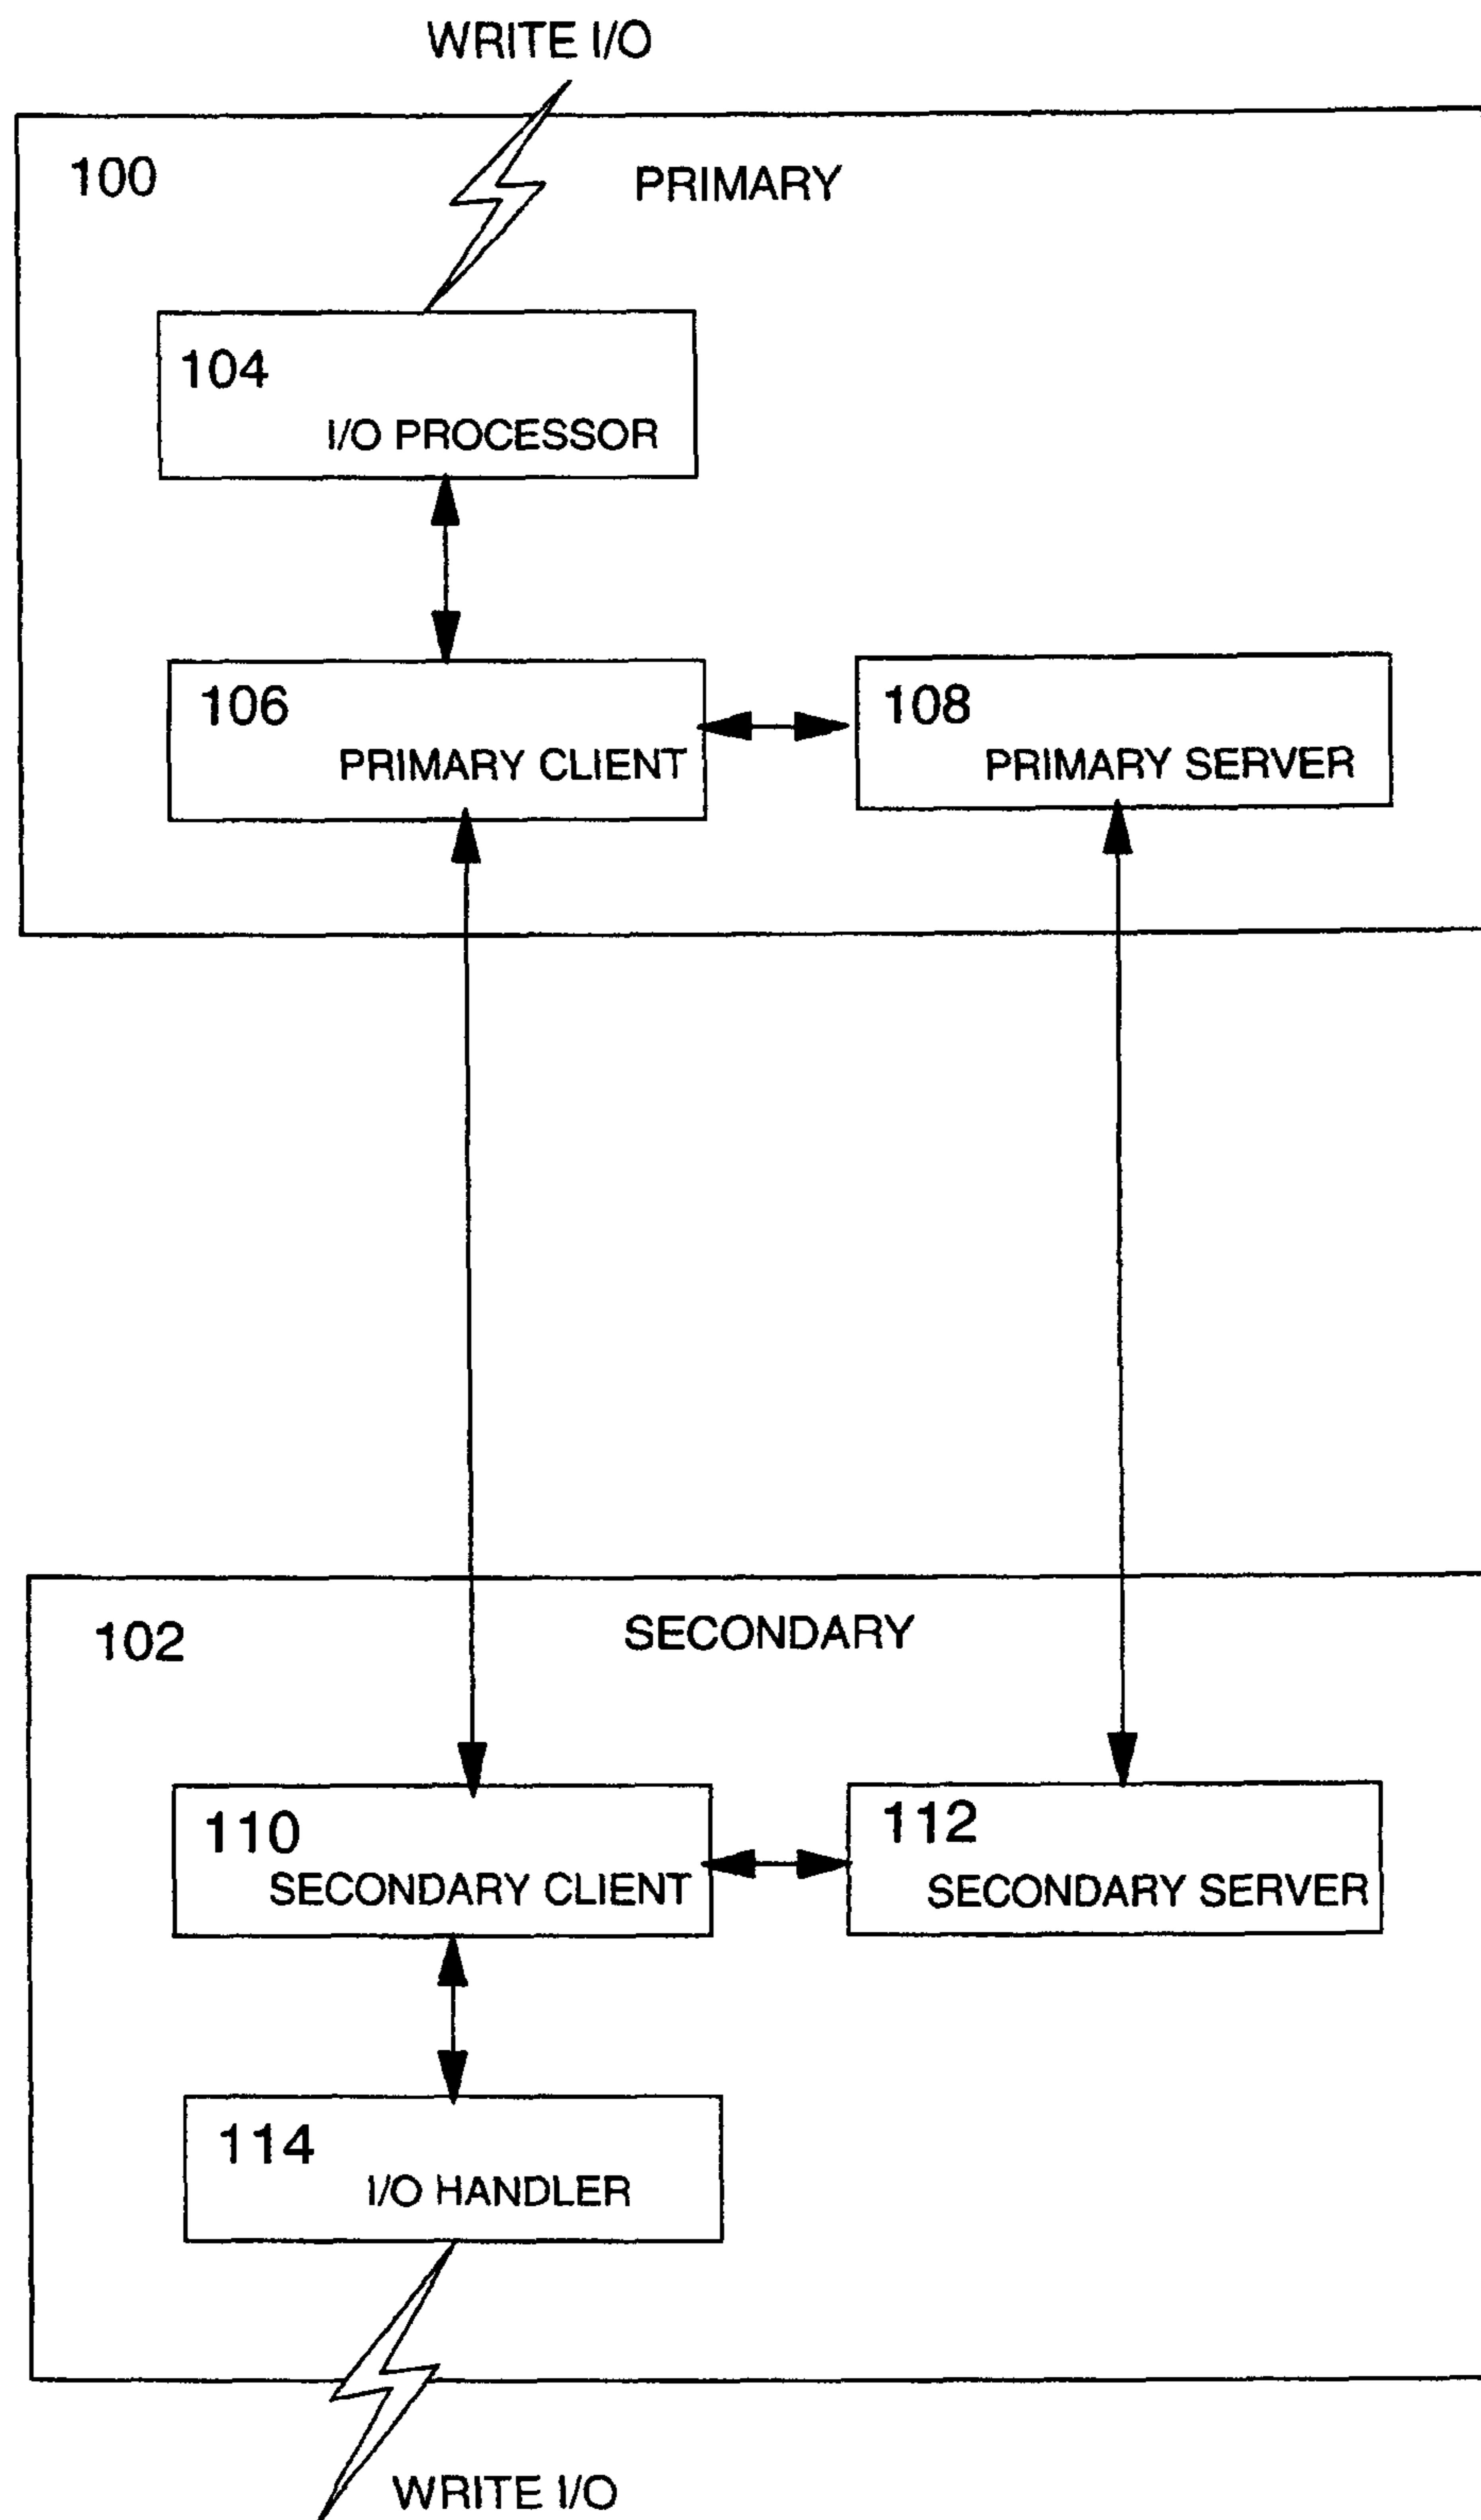 WRITE I/O
100
PRIMARY
104
I/O PROCESSOR
106
PRIMARY CLIENT
108
PRIMARY SERVER
102
SECONDARY
110
SECONDARY CLIENT
112
SECONDARY SERVER
114
I/O HANDLER
WRITE I/O